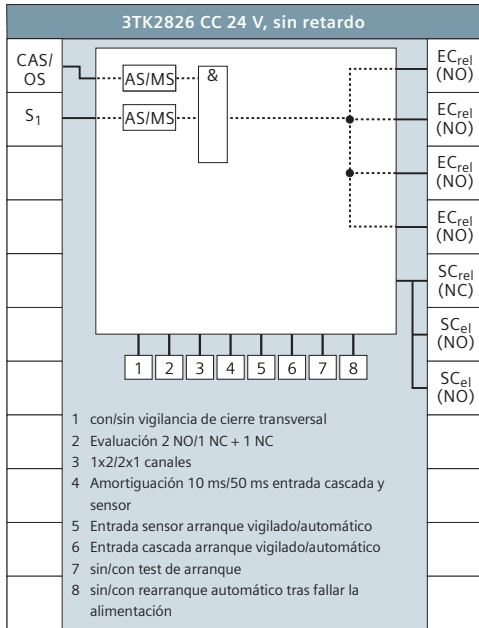 3TK2826 CC 24 V, sin retardo
CAS/
OS
AS/MS
&
S1
AS/MS
ECrel
(NO)
ECrel
(NO)
ECrel
(NO)
ECrel
(NO)
SCrel
(NC)
SCel
(NO)
SCel
(NO)
1 2 3 4 5 6 7 8
1 con/sin vigilancia de cierre transversal
2 Evaluación 2 NO/1 NC + 1 NC
3 1x2/2x1 canales
4 Amortiguación 10 ms/50 ms entrada cascada y
sensor
5 Entrada sensor arranque vigilado/automático
6 Entrada cascada arranque vigilado/automático
7 sin/con test de arranque
8 sin/con rearranque automático tras fallar la
alimentación